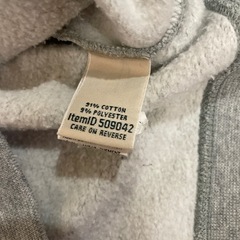 91% COTTON
9% POLYESTER
ItemID 509042
CARE ON REVERSE